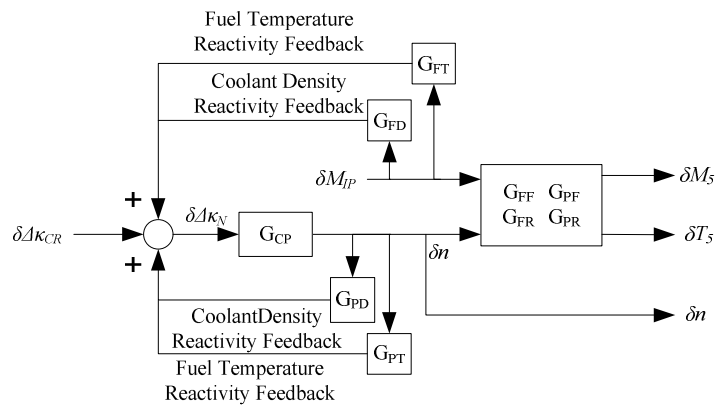 Fuel Temperature
Reactivity Feedback
G_FT
Coolant Density
Reactivity Feedback
G_FD
δM_IP
G_FF G_PF
G_FR G_PR
δM_5
+
δΔκ_CR
δΔκ_N
G_CP
δn
δT_5
+
G_PD
δn
CoolantDensity
Reactivity Feedback
G_PT
Fuel Temperature
Reactivity Feedback